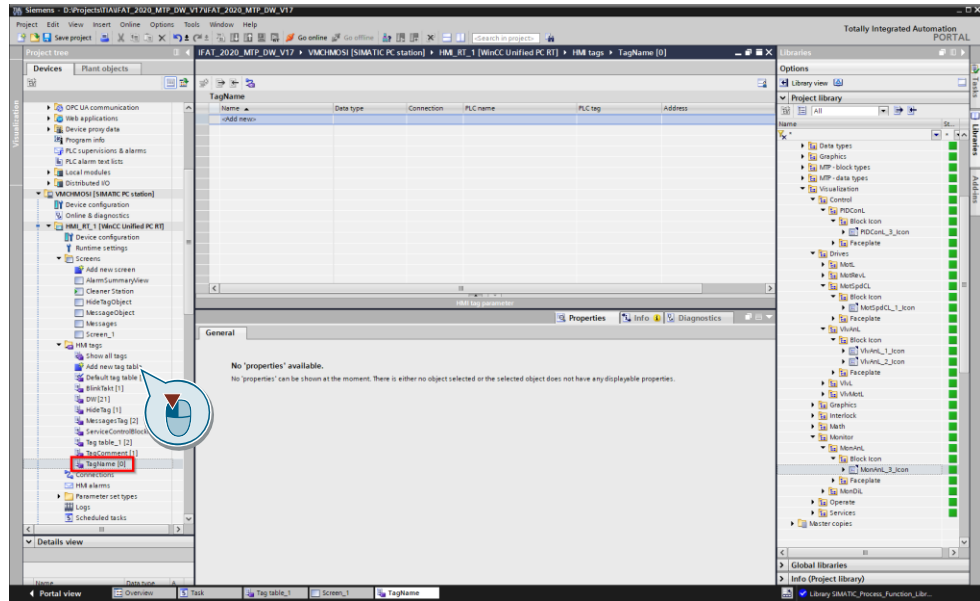 Siemens - D:\Projects\TIA\IFAT_2020_MTP_DW_V17\IFAT_2020_MTP_DW_V17
Project Edit View Insert Online Options Tools Window Help
Totally Integrated Automation
PORTAL
Save project
Go online
Go offline
<Search in project>
Project tree
IFAT_2020_MTP_DW_V17 ▸ VMCHMOSI [SIMATIC PC station] ▸ HMI_RT_1 [WinCC Unified PC RT] ▸ HMI tags ▸ TagName [0]
Libraries
Devices
Plant objects
Options
Library view
Project library
All
TagName
Name
Data type
Connection
PLC name
PLC tag
Address
<Add new>
Name
St...
Visualization
OPC UA communication
Web applications
Device proxy data
Program info
PLC supervisions & alarms
PLC alarm text lists
Local modules
Distributed I/O
VMCHMOSI [SIMATIC PC station]
Device configuration
Online & diagnostics
HMI_RT_1 [WinCC Unified PC RT]
Device configuration
Runtime settings
Screens
Add new screen
AlarmSummaryView
Cleaner Station
HideTagObject
MessageObject
Messages
Screen_1
HMI tags
Show all tags
Add new tag table
Default tag table [
BlinkTakt [1]
DW [21]
HideTag [1]
MessagesTag [2]
ServiceControlBlock
Tag table_1 [2]
TagComment [1]
TagName [0]
Connections
HMI alarms
Parameter set types
Logs
Scheduled tasks
Details view
Name
Data type
A
HMI tag parameter
Properties
Info
Diagnostics
General
No 'properties' available.
No 'properties' can be shown at the moment. There is either no object selected or the selected object does not have any displayable properties.
Data types
Graphics
MTP - block types
MTP - data types
Visualization
Control
PIDConL
Block Icon
PIDConL_3_Icon
Faceplate
Drives
MotL
MotRevL
MotSpdCL
Block Icon
MotSpdCL_1_Icon
Faceplate
VlvAnL
Block Icon
VlvAnL_1_Icon
VlvAnL_2_Icon
Faceplate
VlvL
VlvMotL
Graphics
Interlock
Math
Monitor
MonAnL
Block Icon
MonAnL_3_Icon
Faceplate
MonDiL
Operate
Services
Master copies
Global libraries
Info (Project library)
Tasks
Libraries
Add-ins
Portal view
Overview
Task
Tag table_1
Screen_1
TagName
Library SIMATIC_Process_Function_Libr...